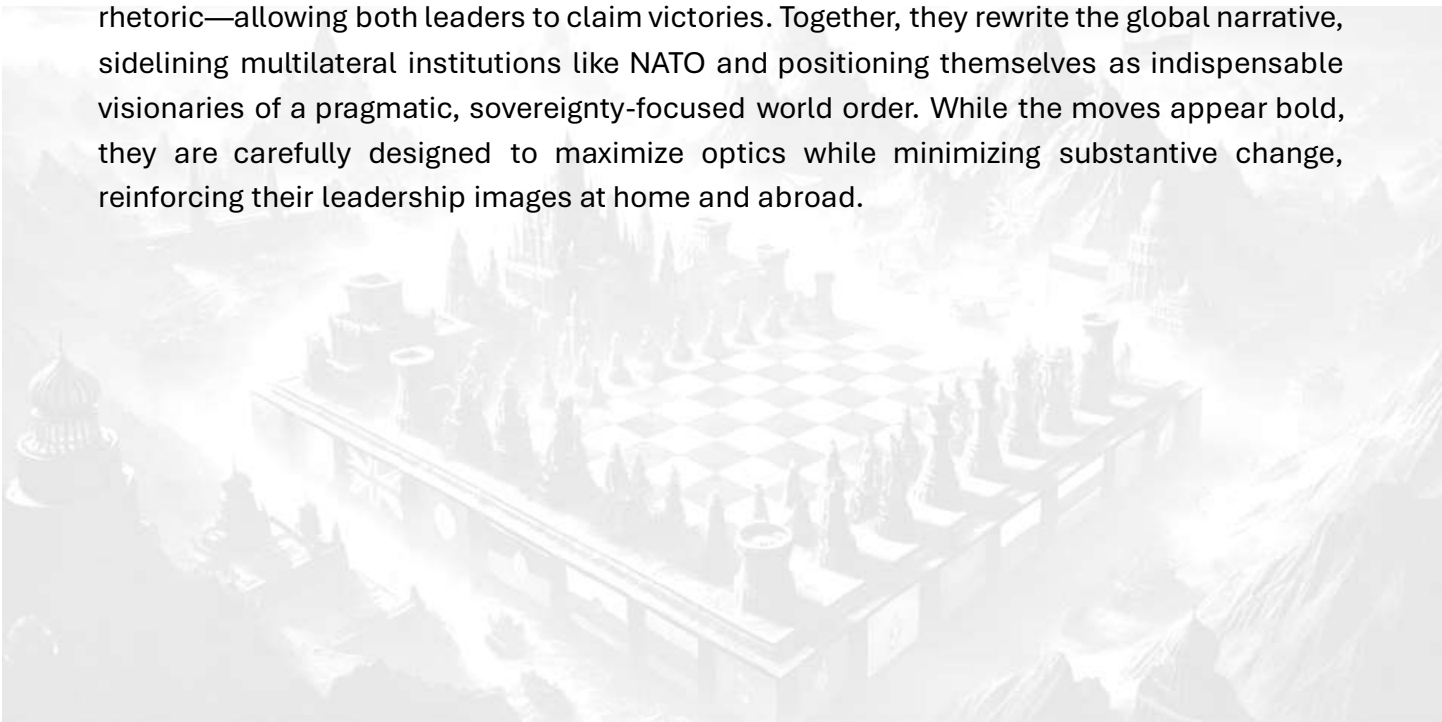 rhetoric—allowing both leaders to claim victories. Together, they rewrite the global narrative,
sidelining multilateral institutions like NATO and positioning themselves as indispensable
visionaries of a pragmatic, sovereignty-focused world order. While the moves appear bold,
they are carefully designed to maximize optics while minimizing substantive change,
reinforcing their leadership images at home and abroad.